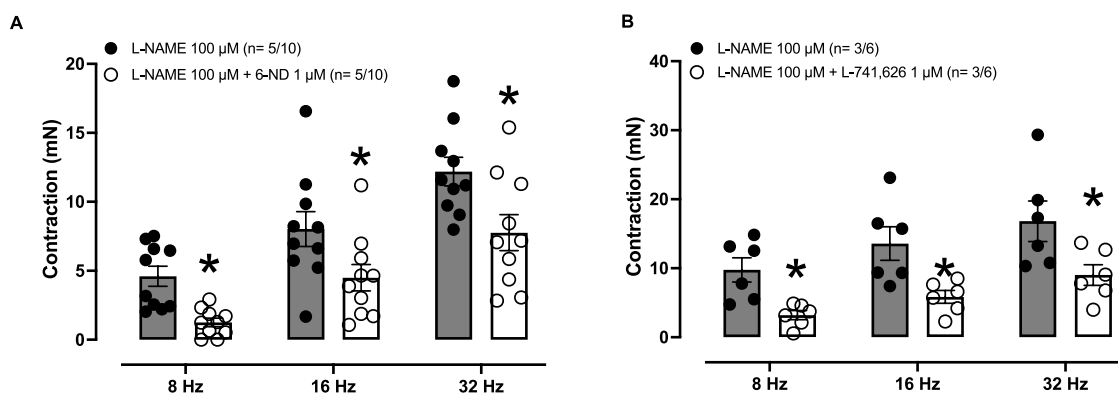 A
L-NAME 100 µM (n= 5/10)
L-NAME 100 µM + 6-ND 1 µM (n= 5/10)
Contraction (mN)
20
15
10
5
0
*
*
*
8 Hz
16 Hz
32 Hz
B
L-NAME 100 µM (n= 3/6)
L-NAME 100 µM + L-741,626 1 µM (n= 3/6)
Contraction (mN)
40
30
20
10
0
*
*
*
8 Hz
16 Hz
32 Hz